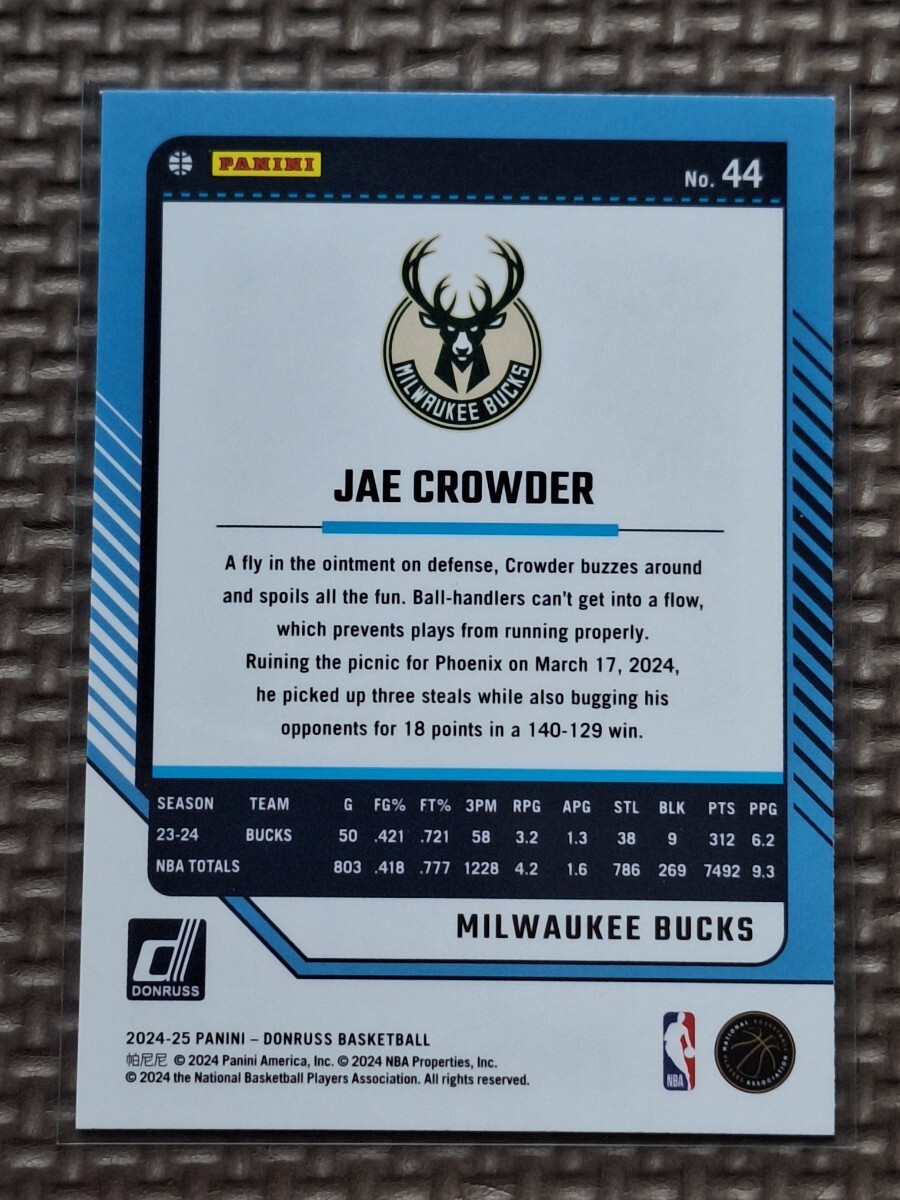 PANINI
No. 44
MILWAUKEE BUCKS
JAE CROWDER
A fly in the ointment on defense, Crowder buzzes around
and spoils all the fun. Ball-handlers can't get into a flow,
which prevents plays from running properly.
Ruining the picnic for Phoenix on March 17, 2024,
he picked up three steals while also bugging his
opponents for 18 points in a 140-129 win.
SEASON TEAM G FG% FT% 3PM RPG APG STL BLK PTS PPG
23-24 BUCKS 50 .421 .721 58 3.2 1.3 38 9 312 6.2
NBA TOTALS 803 .418 .777 1228 4.2 1.6 786 269 7492 9.3
MILWAUKEE BUCKS
DONRUSS
2024-25 PANINI – DONRUSS BASKETBALL
帕尼尼 © 2024 Panini America, Inc. © 2024 NBA Properties, Inc.
© 2024 the National Basketball Players Association. All rights reserved.
NBA
NATIONAL BASKETBALL PLAYERS ASSOCIATION